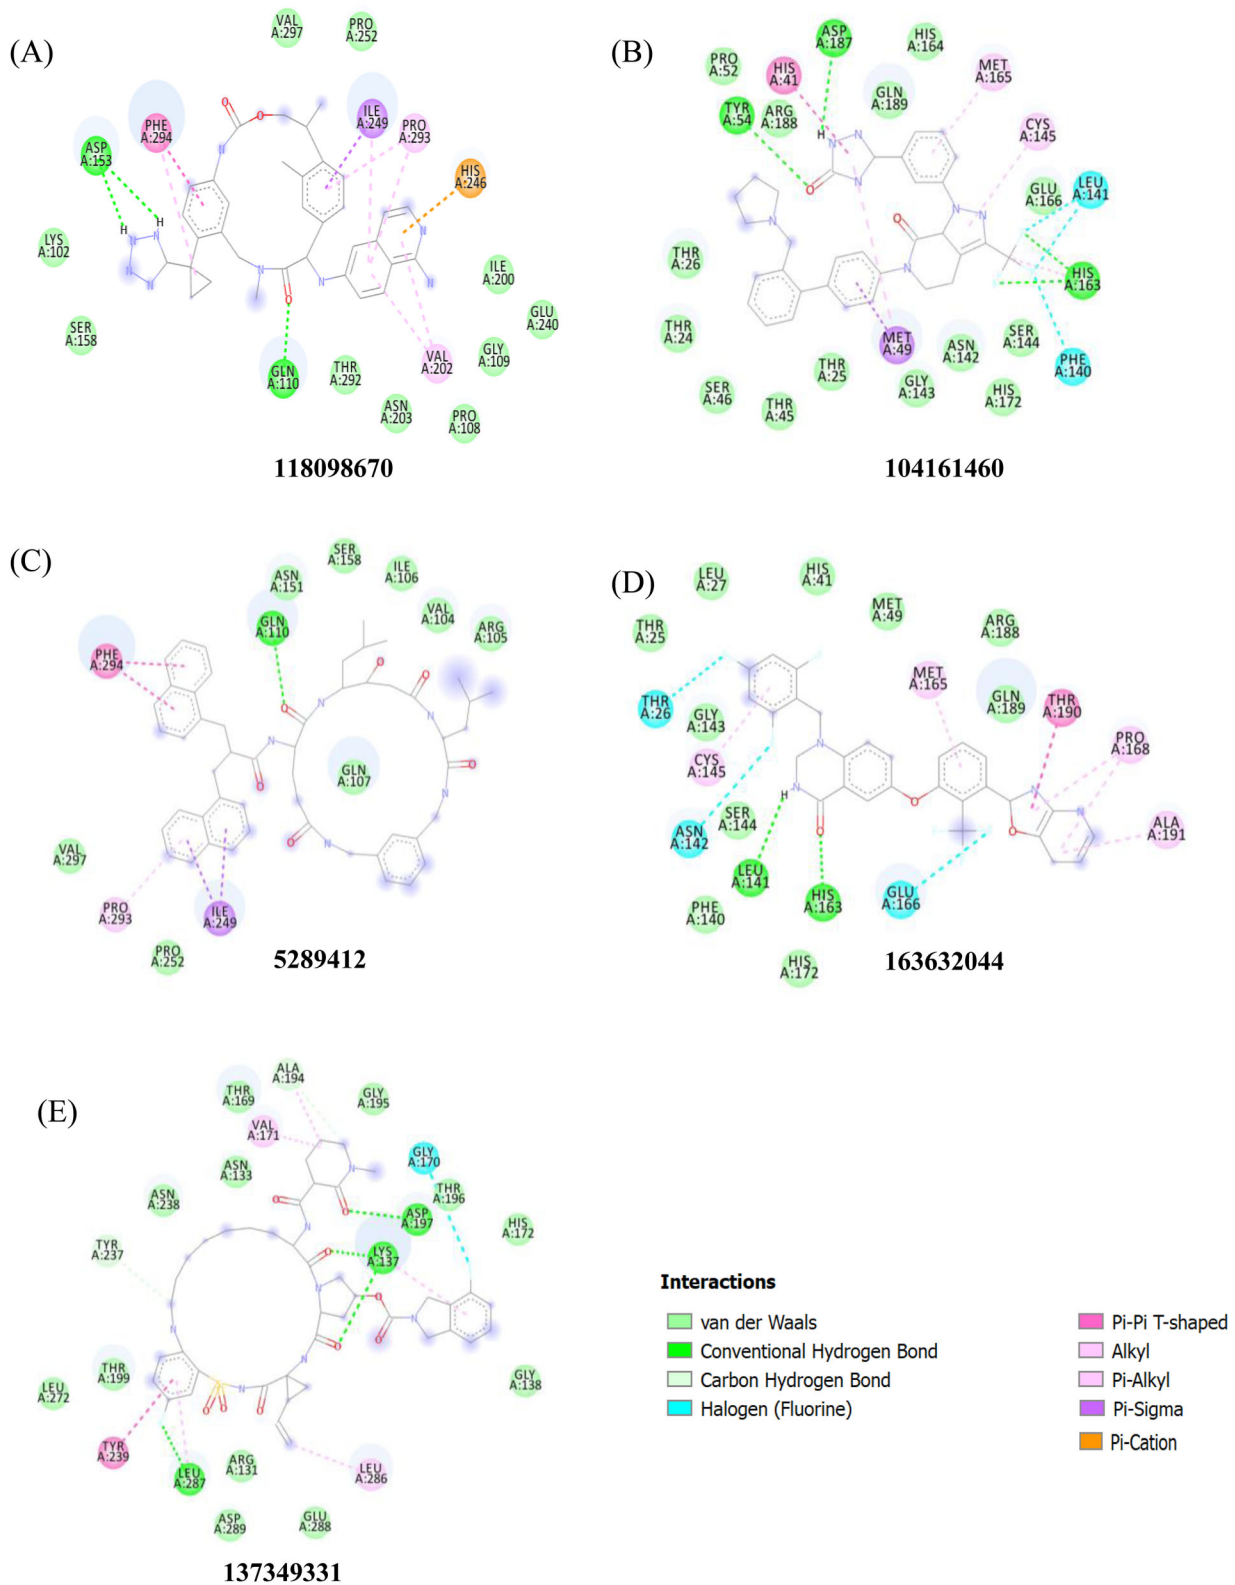 (A)
VAL
A:297
PRO
A:252
PHE
A:294
ILE
A:249
PRO
A:293
ASP
A:153
HIS
A:246
LYS
A:102
ILE
A:200
GLU
A:240
SER
A:158
GLN
A:110
THR
A:292
VAL
A:202
GLY
A:109
ASN
A:203
PRO
A:108
118098670
(B)
ASP
A:187
HIS
A:164
PRO
A:52
HIS
A:41
MET
A:165
GLN
A:189
TYR
A:54
ARG
A:188
CYS
A:145
GLU
A:166
LEU
A:141
THR
A:26
HIS
A:163
THR
A:24
MET
A:49
ASN
A:142
SER
A:144
PHE
A:140
THR
A:25
GLY
A:143
HIS
A:172
SER
A:46
THR
A:45
104161460
(C)
SER
A:158
ASN
A:151
ILE
A:106
GLN
A:110
VAL
A:104
ARG
A:105
PHE
A:294
GLN
A:107
VAL
A:297
PRO
A:293
ILE
A:249
PRO
A:252
5289412
(D)
LEU
A:27
HIS
A:41
MET
A:49
THR
A:25
ARG
A:188
MET
A:165
GLN
A:189
THR
A:190
THR
A:26
GLY
A:143
PRO
A:168
CYS
A:145
SER
A:144
ASN
A:142
ALA
A:191
LEU
A:141
HIS
A:163
GLU
A:166
PHE
A:140
HIS
A:172
163632044
(E)
ALA
A:194
THR
A:169
GLY
A:195
VAL
A:171
GLY
A:170
ASN
A:133
THR
A:196
ASN
A:238
ASP
A:197
HIS
A:172
TYR
A:237
LYS
A:137
THR
A:199
LEU
A:272
GLY
A:138
TYR
A:239
LEU
A:287
ARG
A:131
LEU
A:286
ASP
A:289
GLU
A:288
137349331
Interactions
van der Waals
Conventional Hydrogen Bond
Carbon Hydrogen Bond
Halogen (Fluorine)
Pi-Pi T-shaped
Alkyl
Pi-Alkyl
Pi-Sigma
Pi-Cation